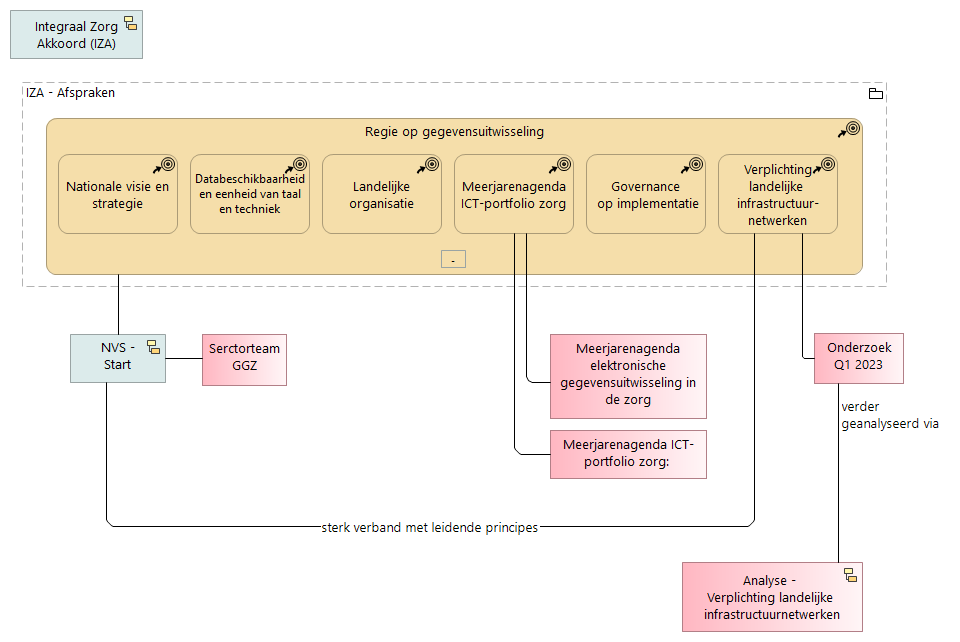 Integraal Zorg
Akkoord (IZA)
IZA - Afspraken
Regie op gegevensuitwisseling
Nationale visie en
strategie
Databeschikbaarheid
en eenheid van taal
en techniek
Landelijke
organisatie
Meerjarenagenda
ICT-portfolio zorg
Governance
op implementatie
Verplichting
landelijke
infrastructuur-
netwerken
-
NVS -
Start
Serctorteam
GGZ
Meerjarenagenda
elektronische
gegevensuitwisseling in
de zorg
Onderzoek
Q1 2023
verder
geanalyseerd via
Meerjarenagenda ICT-
portfolio zorg:
sterk verband met leidende principes
Analyse -
Verplichting landelijke
infrastructuurnetwerken